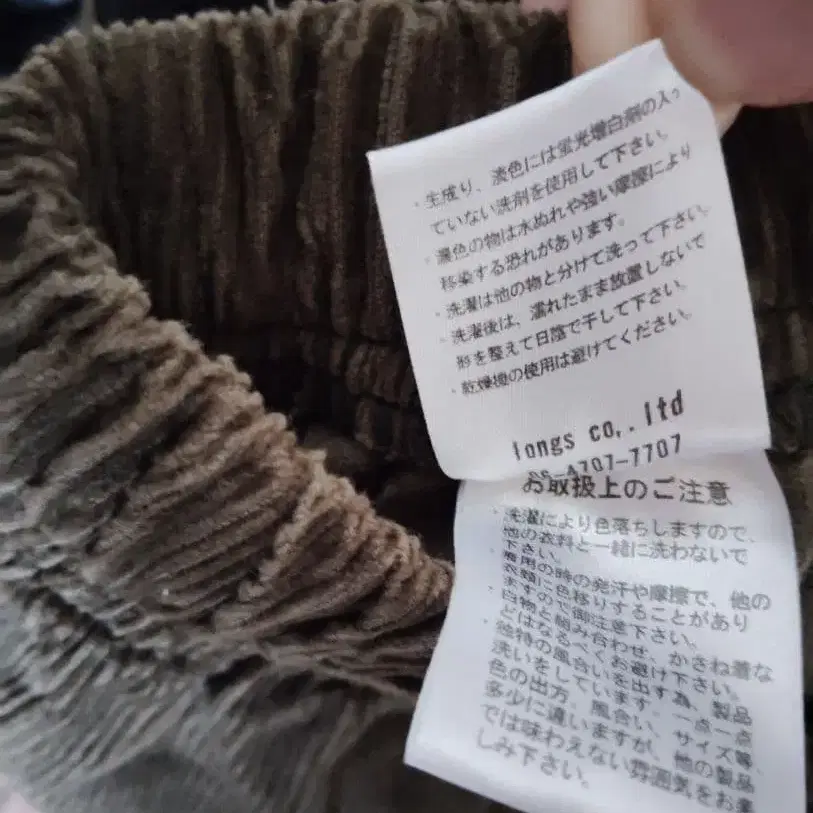 ・生成り、淡色には蛍光増白剤の入っ
ていない洗剤を使用して下さい。
・濃色の物は水ぬれや強い摩擦により
移染する恐れがあります。
・洗濯は他の物と分けて洗って下さい。
・洗濯後は、濡れたまま放置しないで
形を整えて日陰で干して下さい。
・乾燥機の使用は避けてください。
longs co,.ltd
06-4707-7707
お取扱上のご注意
・洗濯により色落ちしますので、
他の衣料と一緒に洗わないで
下さい。
・着用の時の発汗や摩擦で、他の
衣類に色移りすることがあり
ますので御注意下さい。
・白物と組み合わせ、かさね着な
どはなるべくお避け下さい。
・独特の風合いを出す為、製品
洗いをしています。一点一点
色の出方、風合い、サイズ等、
多少に違いますが、他の製品
では味わえない雰囲気をお楽
しみ下さい。